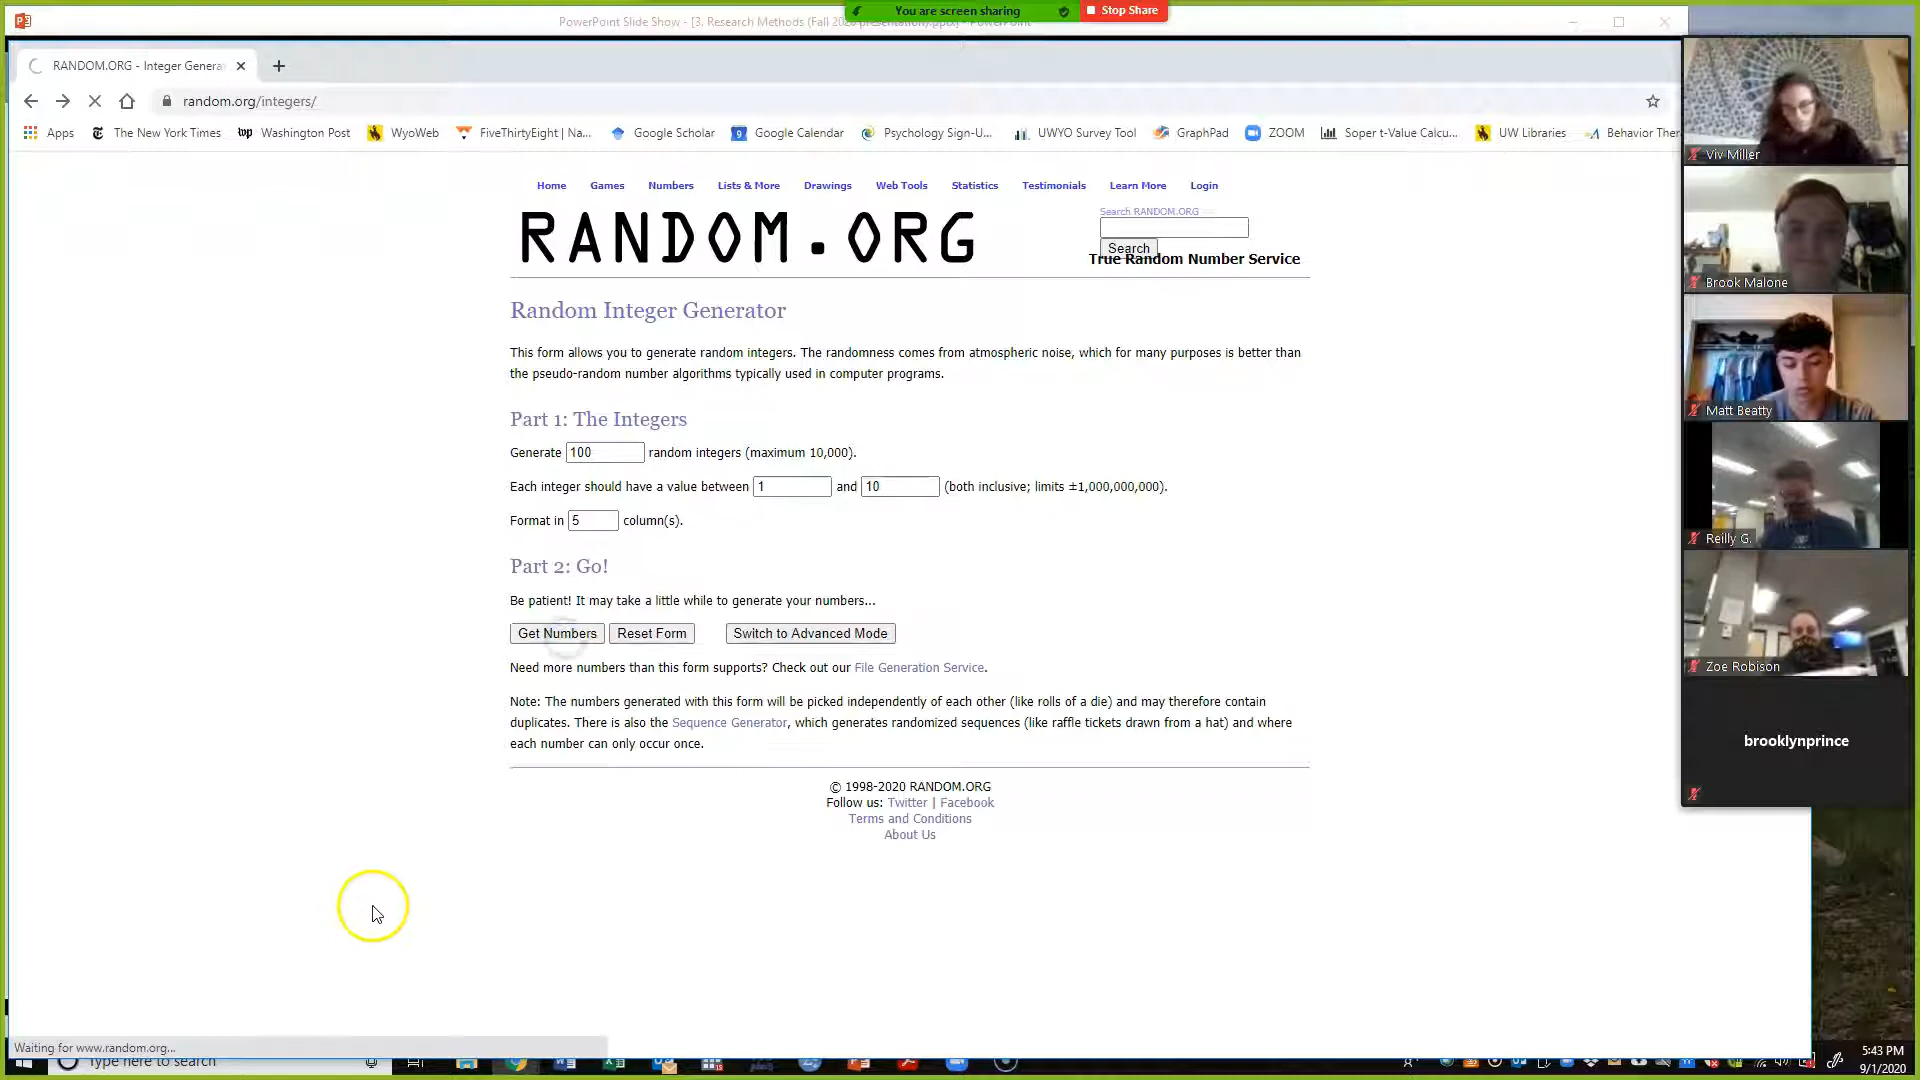 PowerPoint Slide Show - [3. Research Methods (Fall 2020 presentation).pptx] - PowerPoint
You are screen sharing
Stop Share
RANDOM.ORG - Integer Genera
random.org/integers/
Apps The New York Times Washington Post WyoWeb FiveThirtyEight | Na... Google Scholar Google Calendar Psychology Sign-U... UWYO Survey Tool GraphPad ZOOM Soper t-Value Calcu... UW Libraries Behavior Ther
Home Games Numbers Lists & More Drawings Web Tools Statistics Testimonials Learn More Login
RANDOM.ORG
Search RANDOM.ORG
Search
True Random Number Service
Random Integer Generator
This form allows you to generate random integers. The randomness comes from atmospheric noise, which for many purposes is better than
the pseudo-random number algorithms typically used in computer programs.
Part 1: The Integers
Generate 100 random integers (maximum 10,000).
Each integer should have a value between 1 and 10 (both inclusive; limits ±1,000,000,000).
Format in 5 column(s).
Part 2: Go!
Be patient! It may take a little while to generate your numbers...
Get Numbers Reset Form Switch to Advanced Mode
Need more numbers than this form supports? Check out our File Generation Service.
Note: The numbers generated with this form will be picked independently of each other (like rolls of a die) and may therefore contain
duplicates. There is also the Sequence Generator, which generates randomized sequences (like raffle tickets drawn from a hat) and where
each number can only occur once.
© 1998-2020 RANDOM.ORG
Follow us: Twitter | Facebook
Terms and Conditions
About Us
Viv Miller
Brook Malone
Matt Beatty
Reilly G.
Zoe Robison
brooklynprince
Waiting for www.random.org...
Type here to search
5:43 PM
9/1/2020